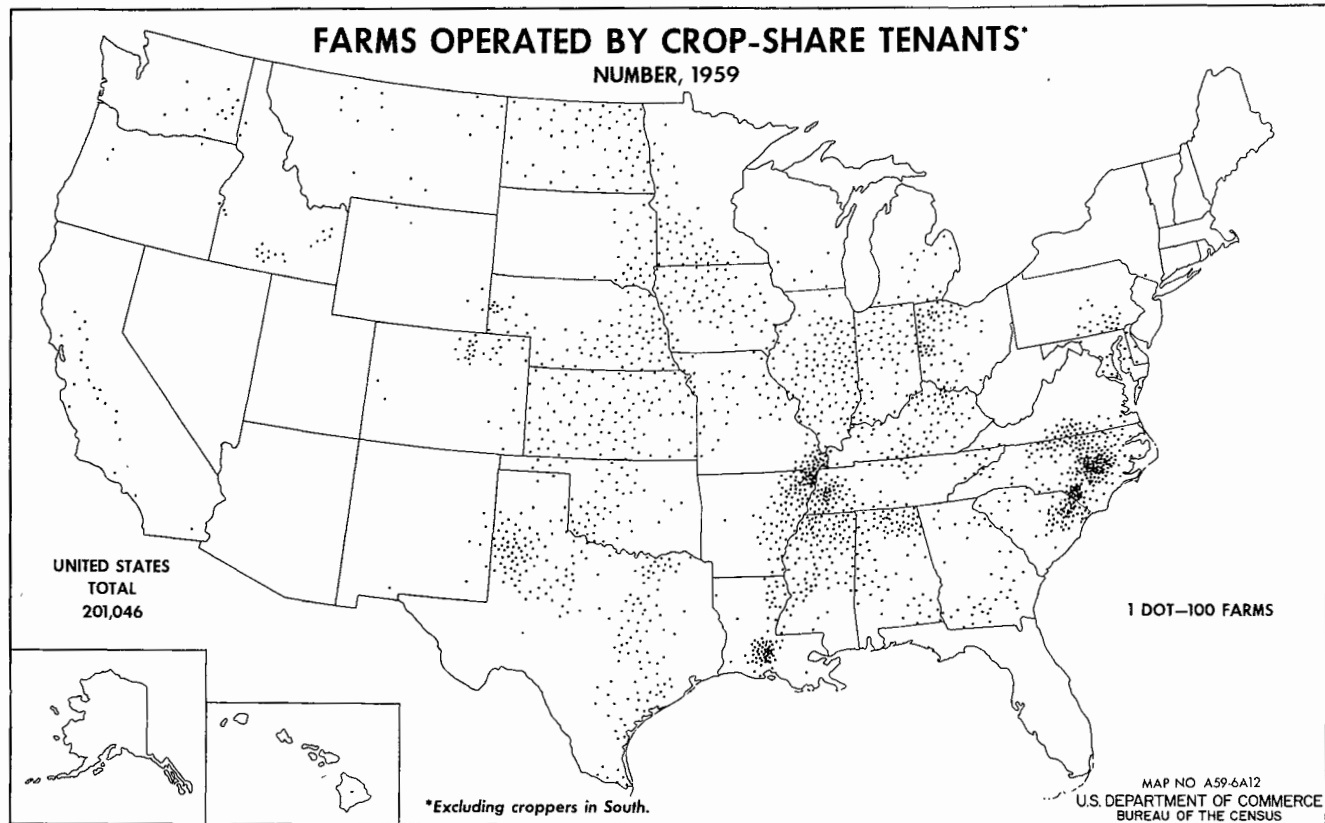 FARMS OPERATED BY CROP-SHARE TENANTS*
NUMBER, 1959
UNITED STATES
TOTAL
201,046
1 DOT—100 FARMS
*Excluding croppers in South.
MAP NO A59-6A12
U.S. DEPARTMENT OF COMMERCE
BUREAU OF THE CENSUS